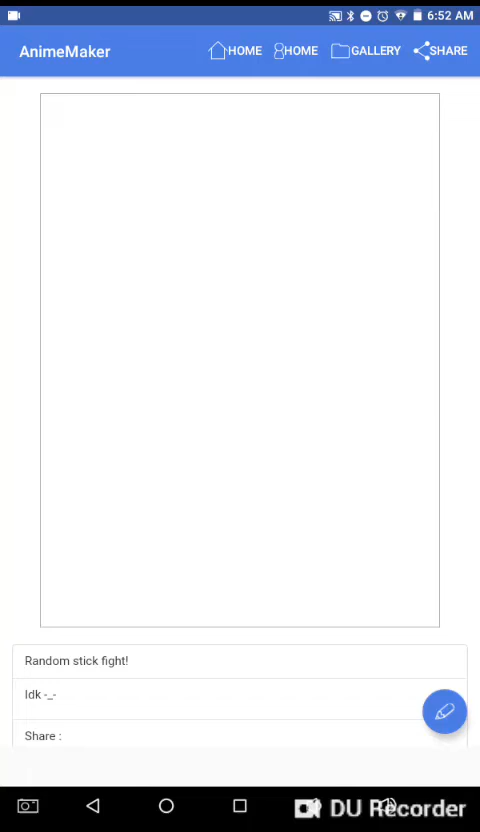 6:52 AM
AnimeMaker HOME HOME GALLERY SHARE
Random stick fight!
Idk -_-
Share :
DU Recorder